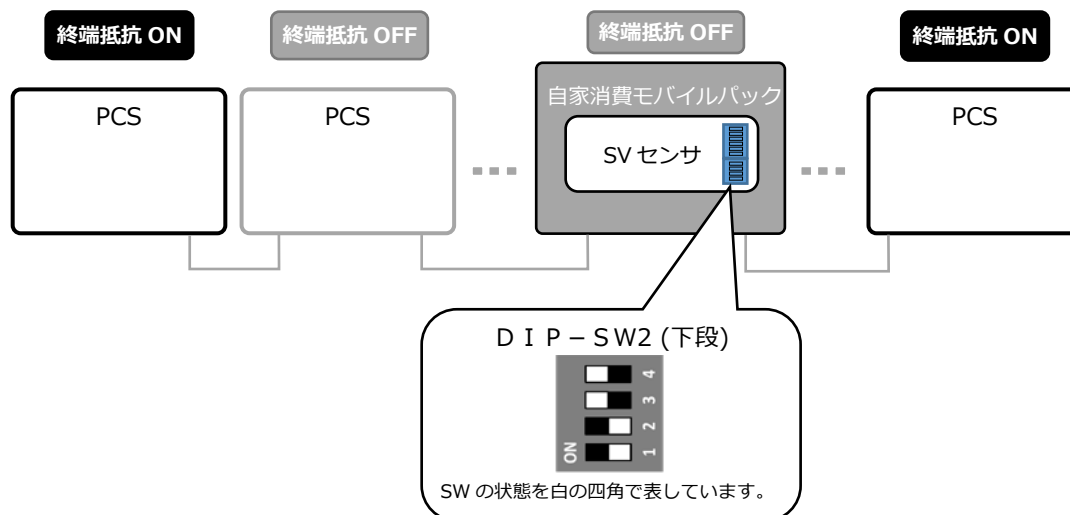 終端抵抗 ON
終端抵抗 OFF
終端抵抗 OFF
終端抵抗 ON
PCS
PCS
自家消費モバイルパック
SV センサ
PCS
ＤＩＰ－ＳＷ2 (下段)
4
3
2
1
ON
SW の状態を白の四角で表しています。